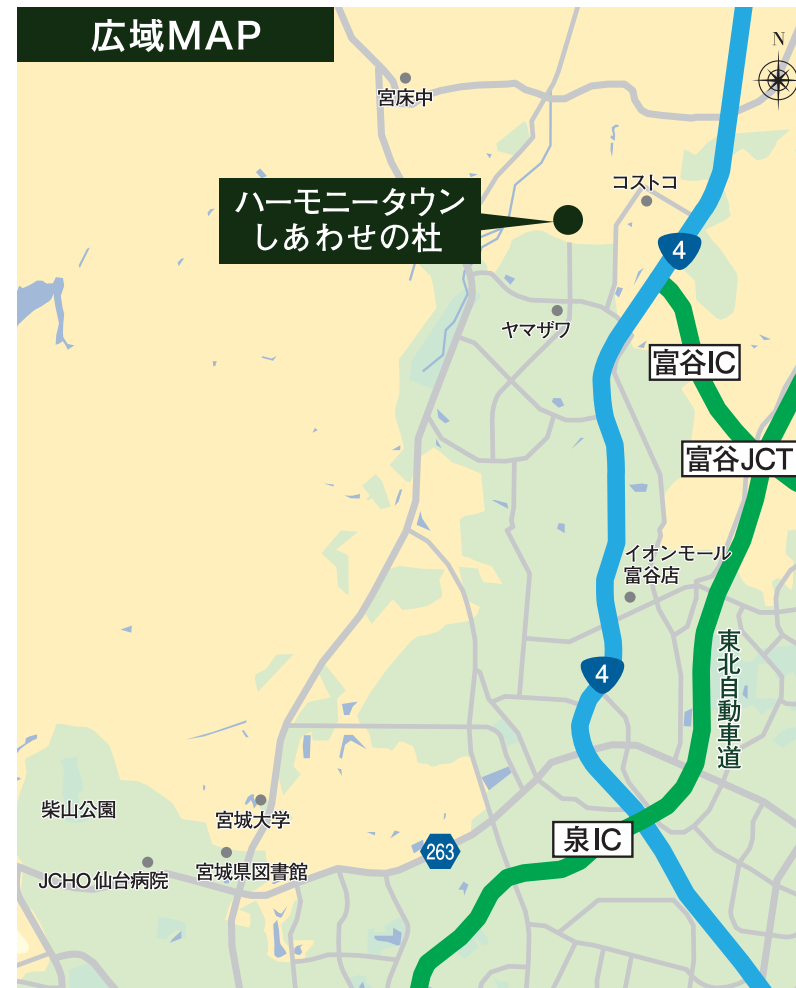 広域MAP
N
宮床中
コストコ
ハーモニータウン
しあわせの杜
4
ヤマザワ
富谷IC
富谷JCT
イオンモール
富谷店
4
東北自動車道
柴山公園
宮城大学
263
泉IC
JCHO仙台病院
宮城県図書館